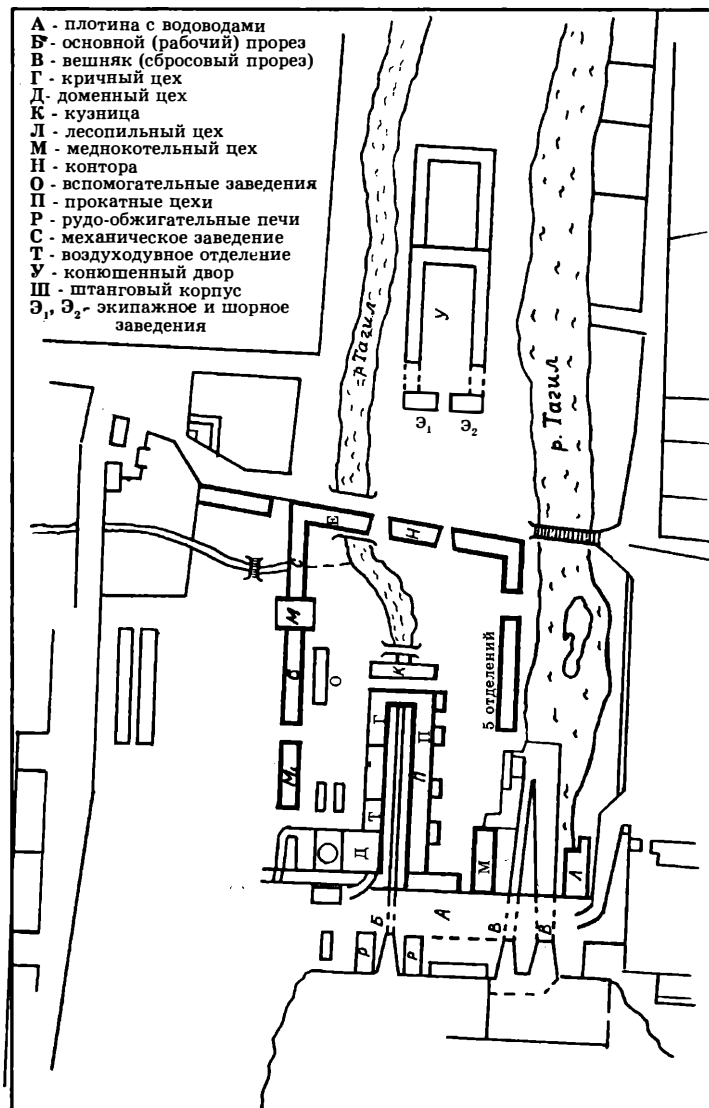 А - плотина с водоводами
Б - основной (рабочий) прорез
В - вешняк (сбросовый прорез)
Г - кричный цех
Д - доменный цех
К - кузница
Л - лесопильный цех
М - меднокотельный цех
Н - контора
О - вспомогательные заведения
П - прокатные цехи
Р - рудо-обжигательные печи
С - механическое заведение
Т - воздуходувное отделение
У - конюшенный двор
Ш - штанговый корпус
Э₁, Э₂ - экипажное и шорное
заведения
р. Тагил
У
р. Тагил
Э₁
Э₂
Е
Н
С
М
О
К
5 отделений
Г
П
П
М₁
Т
Д
М
Л
Б
А
В
В
Р
Р